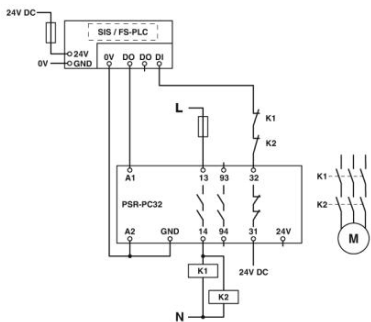 24V DC
SIS / FS-PLC
24V
0V
GND
0V DO DO DI
L
K1
K2
A1 13 93 32
PSR-PC32
K1
K2
A2 GND 14 94 31 24V
M
K1
24V DC
K2
N